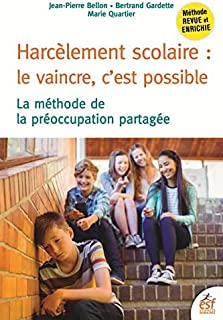 Jean-Pierre Bellon • Bertrand Gardette
Marie Quartier
Méthode
REVUE et
ENRICHIE
Harcèlement scolaire :
le vaincre, c'est possible
La méthode de
la préoccupation partagée
esf